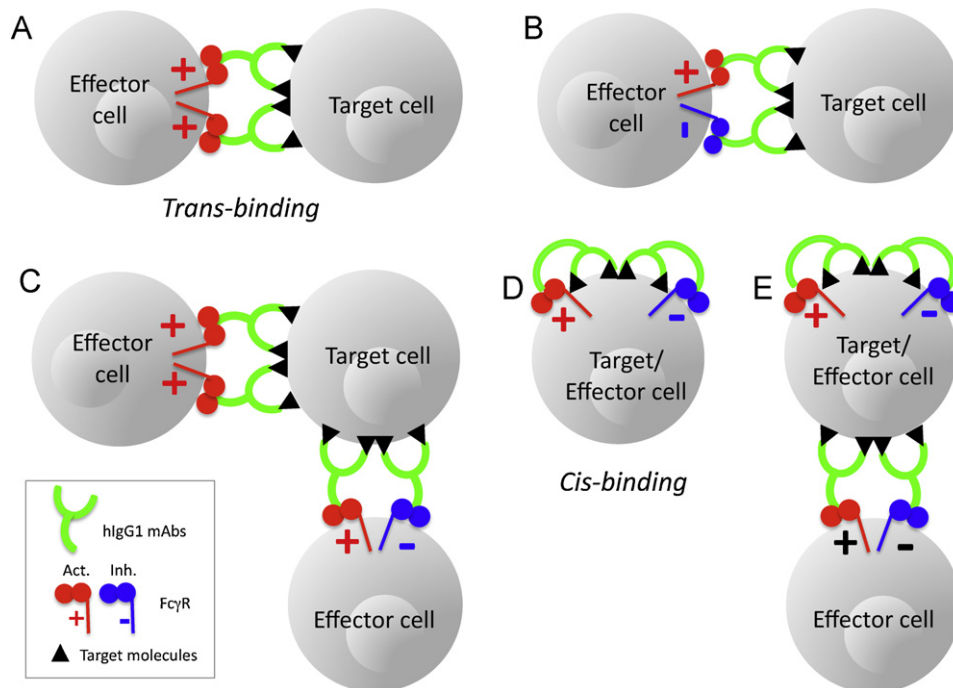 A
Effector
cell
+
+
Target cell
Trans-binding
B
Effector
cell
+
-
Target cell
C
Effector
cell
+
+
Target cell
+
-
Effector cell
D
+
-
Target/
Effector cell
Cis-binding
E
+
-
Target/
Effector cell
+
-
Effector cell
hIgG1 mAbs
Act. Inh.
+ - FcγR
Target molecules